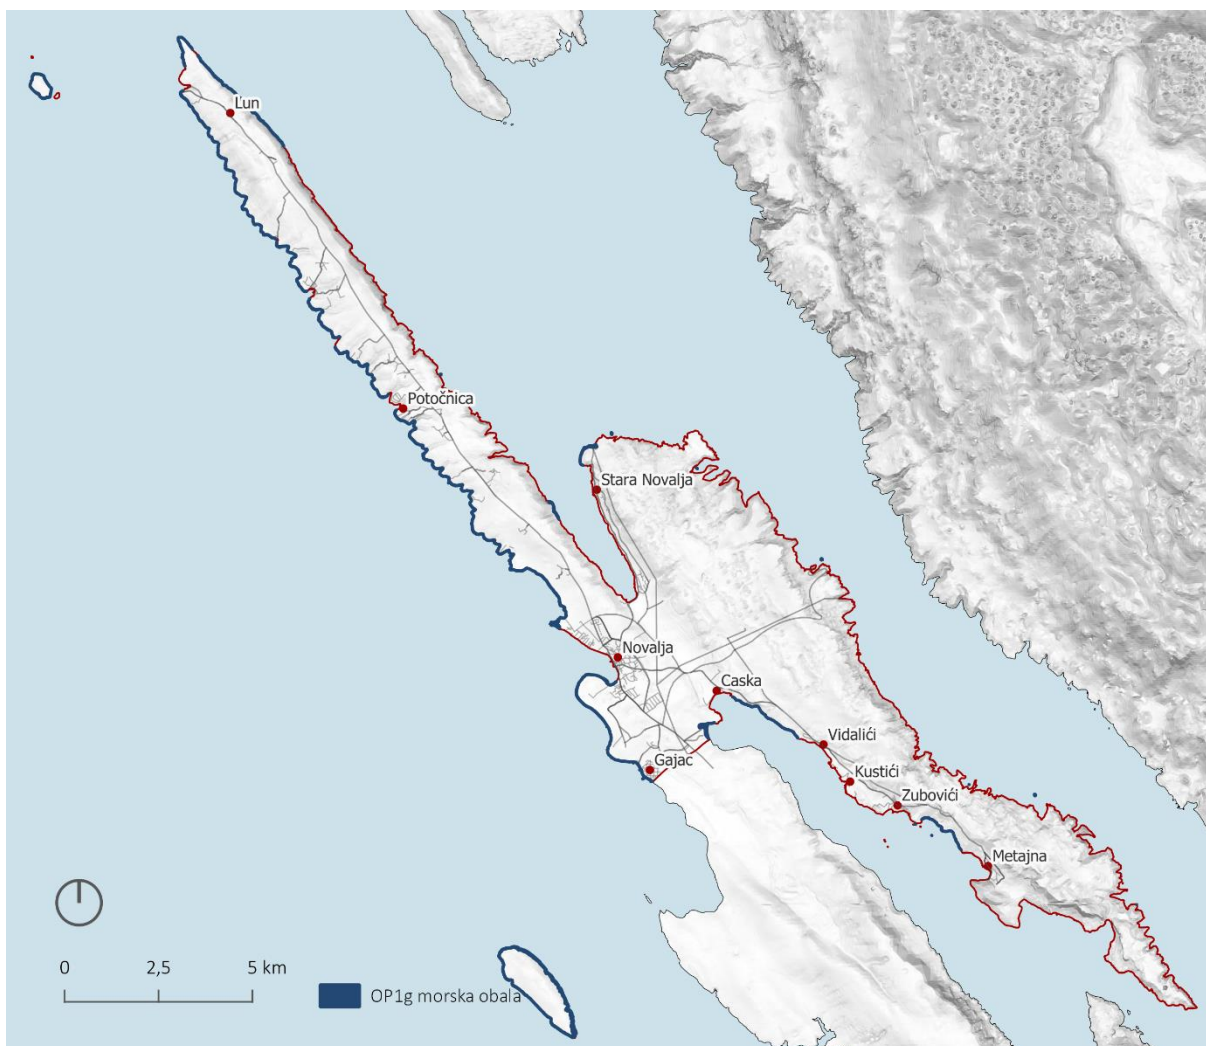 Lun
Potočnica
Stara Novalja
Novalja
Caska
Vidalići
Gajac
Kustići
Zubovići
Metajna
0 2,5 5 km
OP1g morska obala